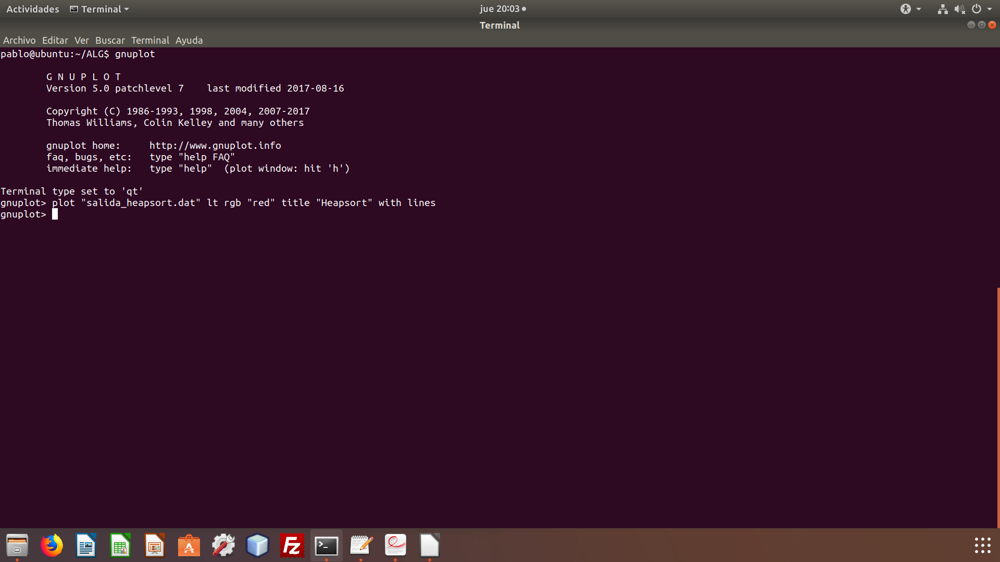 Actividades Terminal jue 20:03
Terminal
Archivo Editar Ver Buscar Terminal Ayuda
pablo@ubuntu:~/ALG$ gnuplot
G N U P L O T
Version 5.0 patchlevel 7 last modified 2017-08-16
Copyright (C) 1986-1993, 1998, 2004, 2007-2017
Thomas Williams, Colin Kelley and many others
gnuplot home: http://www.gnuplot.info
faq, bugs, etc: type "help FAQ"
immediate help: type "help" (plot window: hit 'h')
Terminal type set to 'qt'
gnuplot> plot "salida_heapsort.dat" lt rgb "red" title "Heapsort" with lines
gnuplot>
Fz